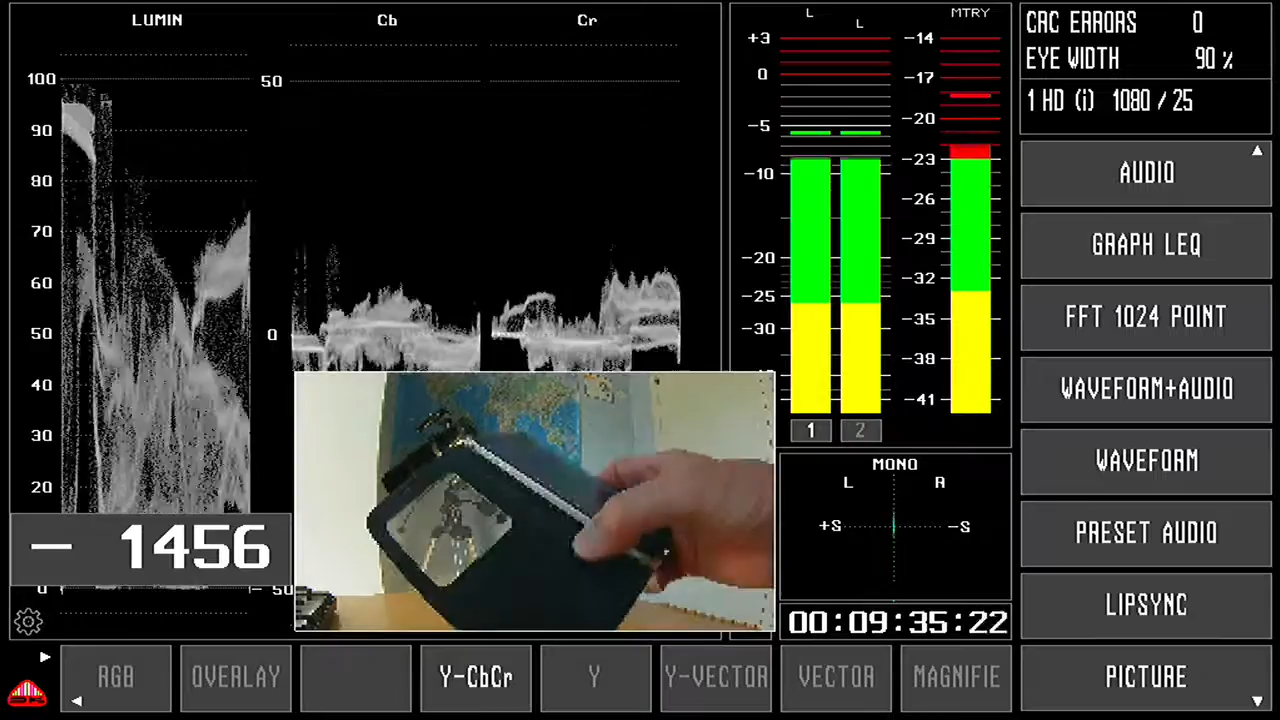 LUMIN Cb Cr
100
90
80
70
60
50
40
30
20
0
50
0
- 50
— 1456
L L
+3
0
-5
-10
-20
-25
-30
1 2
MTRY
-14
-17
-20
-23
-26
-29
-32
-35
-38
-41
MONO
L R
+S -S
00:09:35:22
CRC ERRORS 0
EYE WIDTH 90 %
1 HD (i) 1080 / 25
AUDIO
GRAPH LEQ
FFT 1024 POINT
WAVEFORM+AUDIO
WAVEFORM
PRESET AUDIO
LIPSYNC
PICTURE
RGB OVERLAY Y-CbCr Y Y-VECTOR VECTOR MAGNIFIE